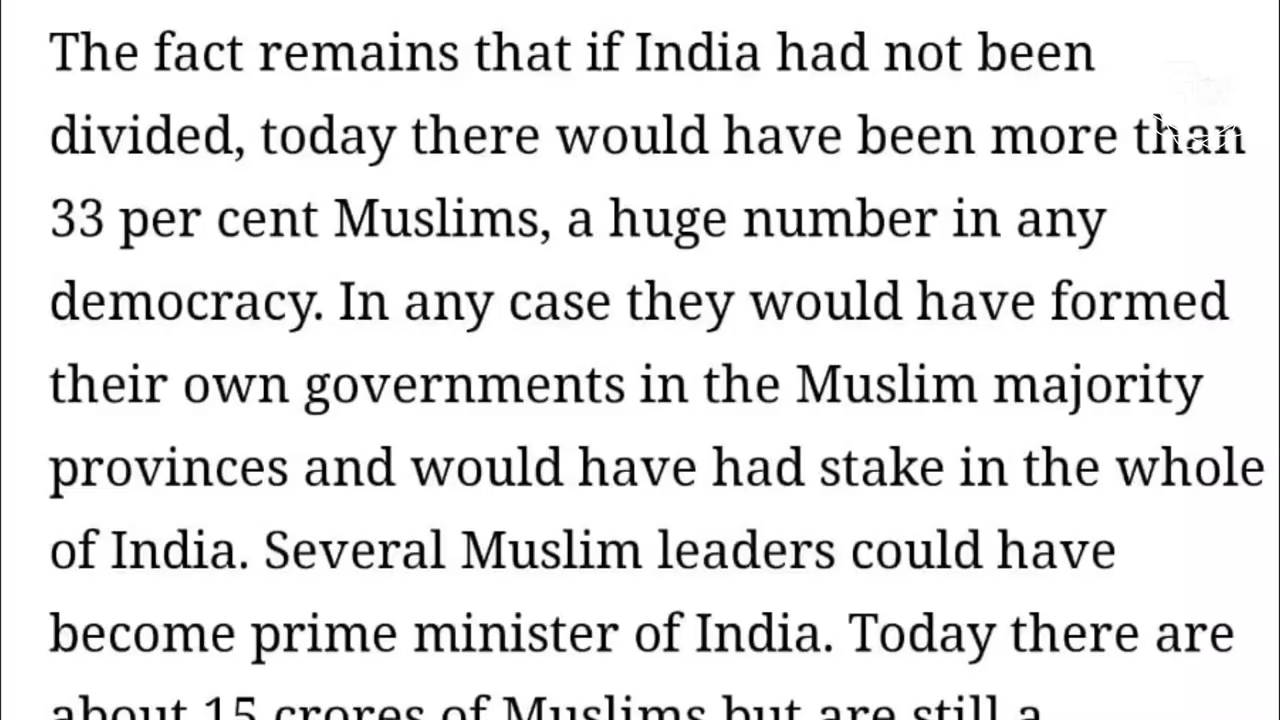 The fact remains that if India had not been
divided, today there would have been more than
33 per cent Muslims, a huge number in any
democracy. In any case they would have formed
their own governments in the Muslim majority
provinces and would have had stake in the whole
of India. Several Muslim leaders could have
become prime minister of India. Today there are
about 15 crores of Muslims but are still a